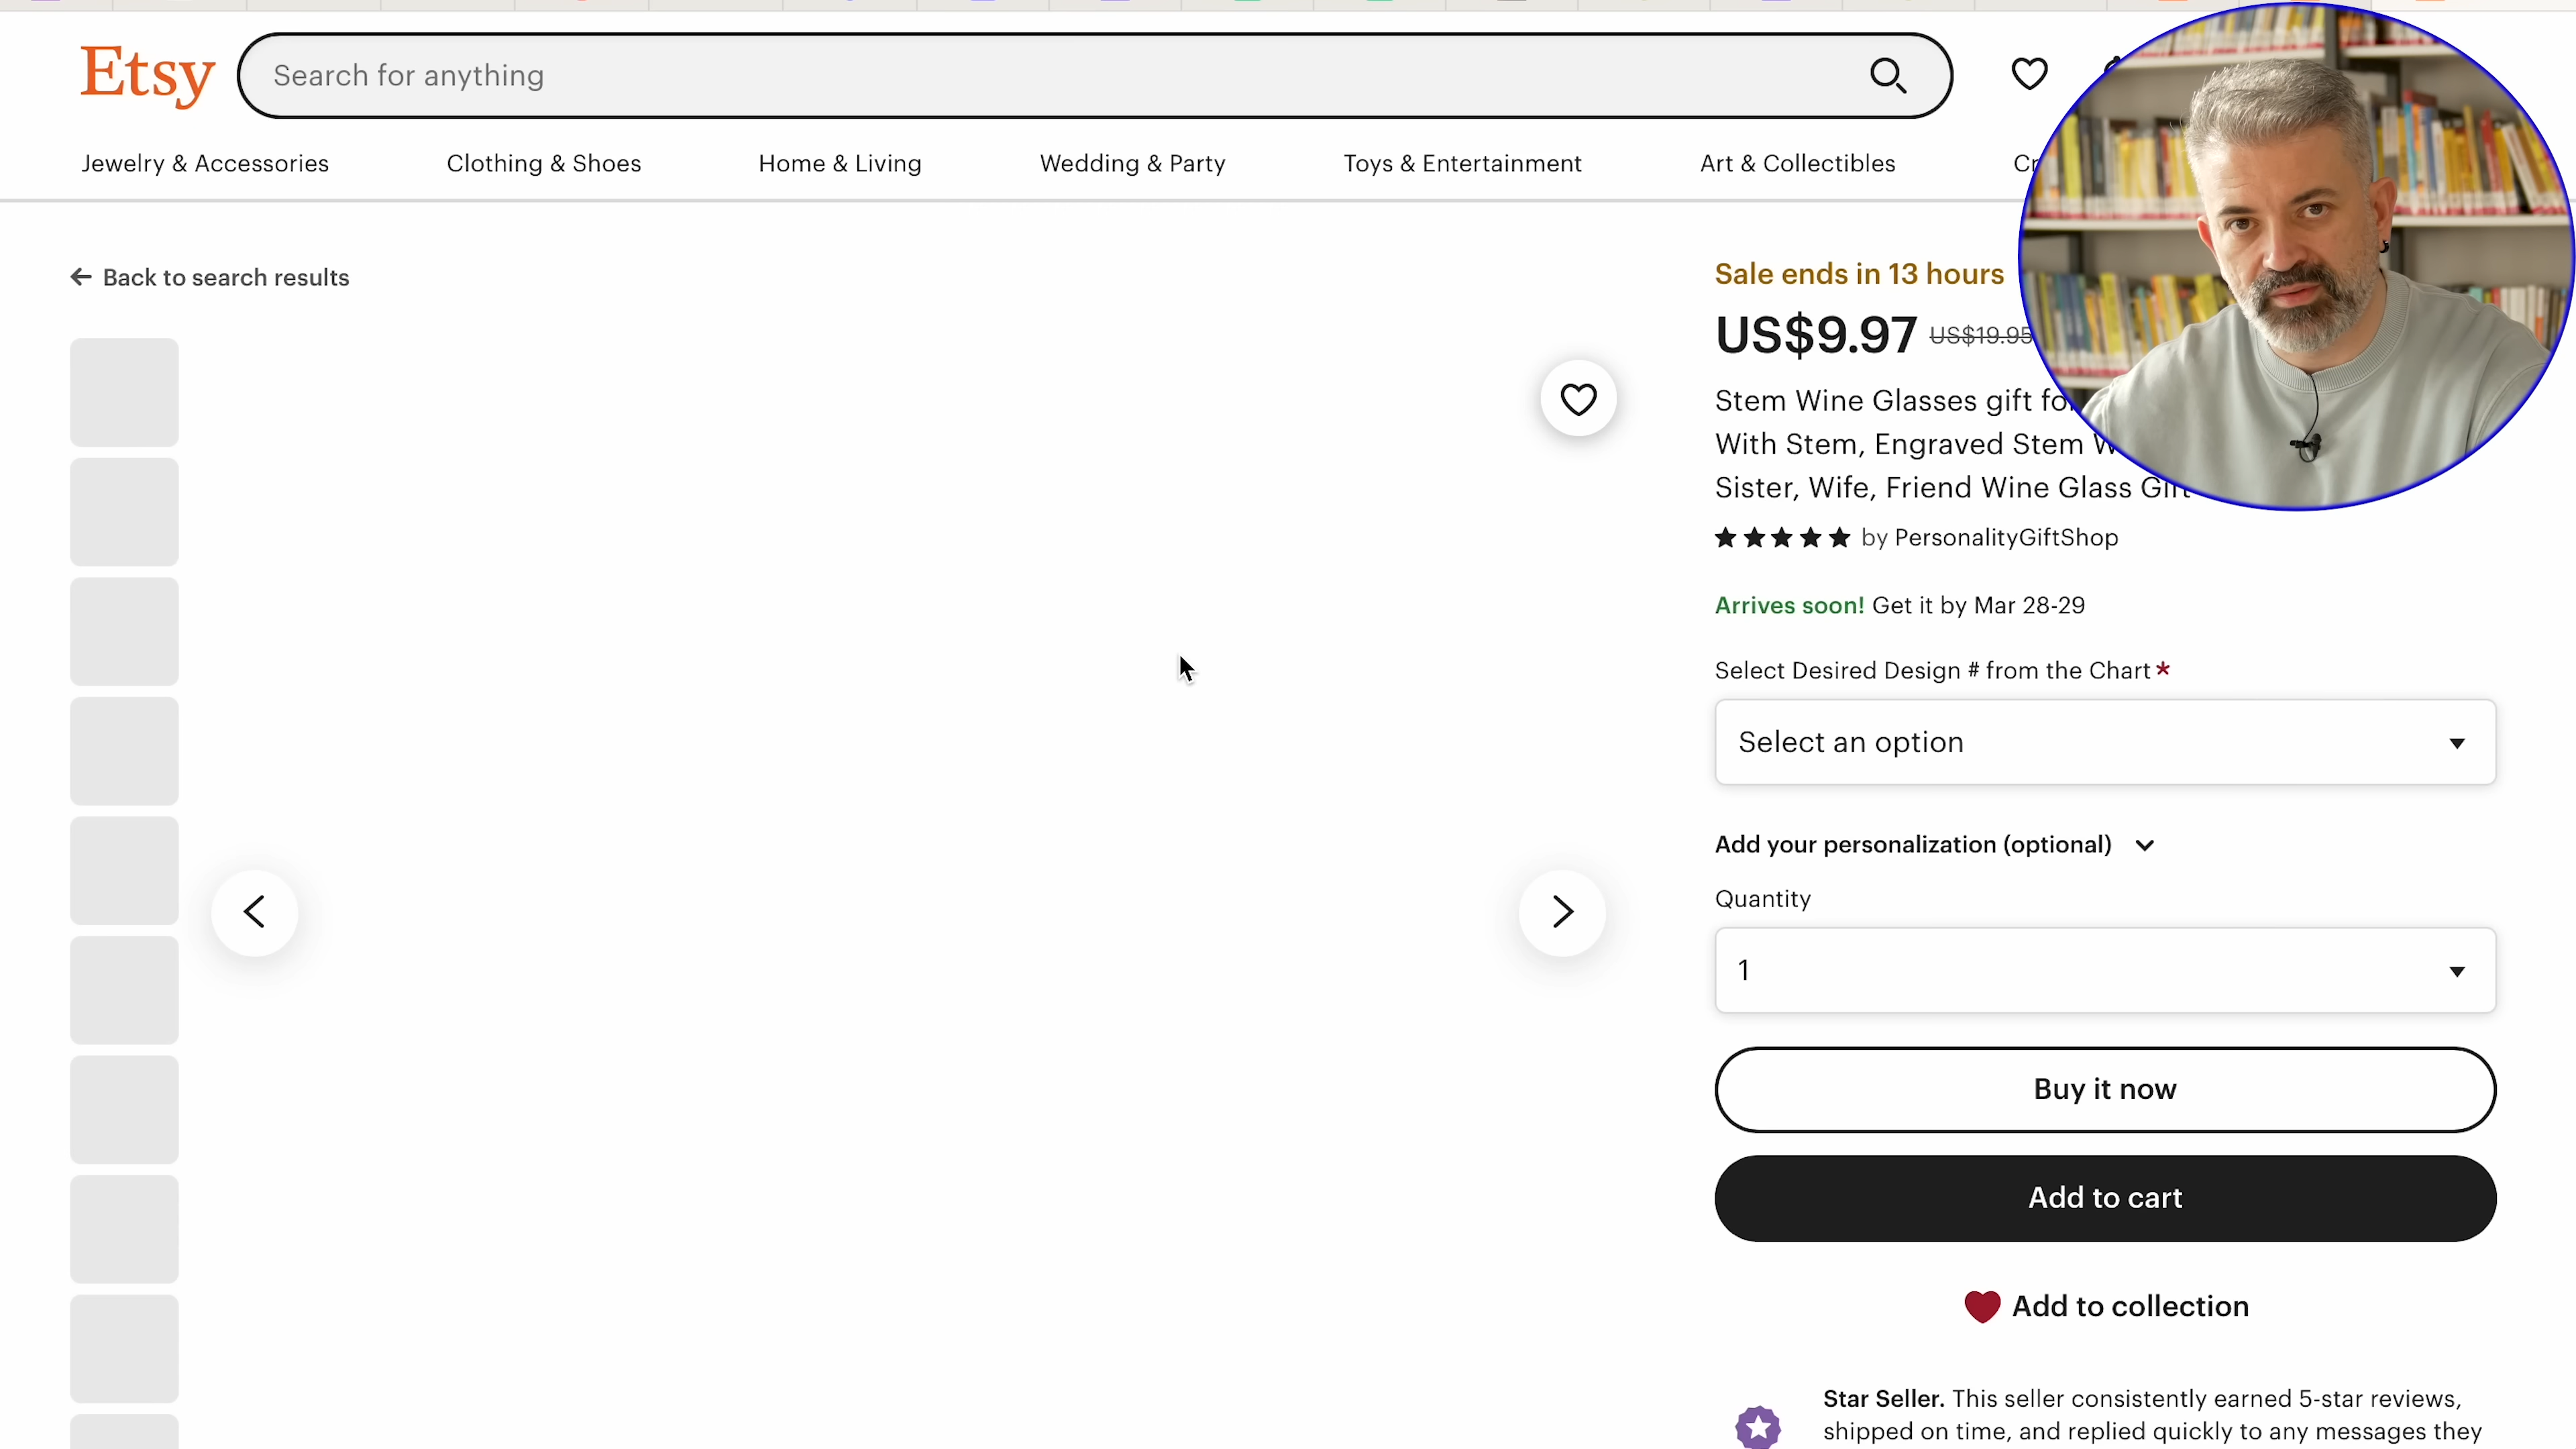 Etsy
Search for anything
Jewelry & Accessories
Clothing & Shoes
Home & Living
Wedding & Party
Toys & Entertainment
Art & Collectibles
Back to search results
Sale ends in 13 hours
US$9.97 US$19.95
Stem Wine Glasses gift
With Stem, Engraved Stem
Sister, Wife, Friend Wine Glass Gift
by PersonalityGiftShop
Arrives soon! Get it by Mar 28-29
Select Desired Design # from the Chart*
Select an option
Add your personalization (optional)
Quantity
1
Buy it now
Add to cart
Add to collection
Star Seller. This seller consistently earned 5-star reviews,
shipped on time, and replied quickly to any messages they